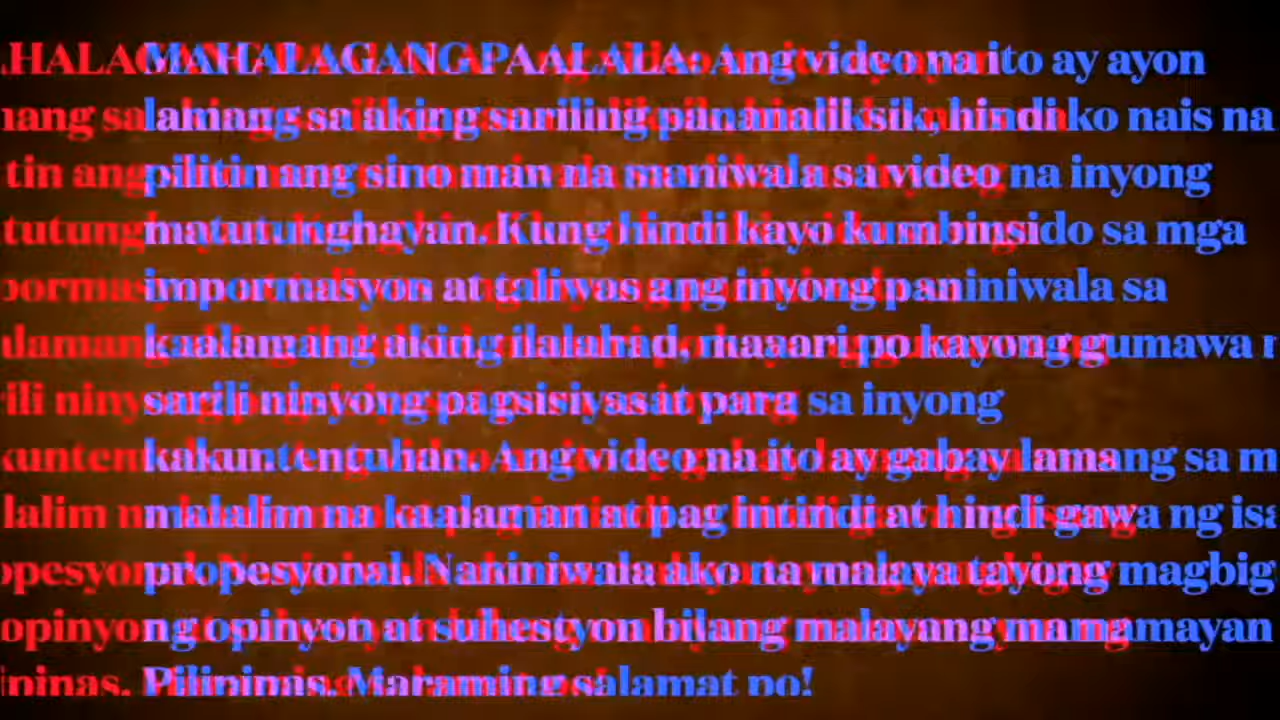 MAHALAGANG PAALALA: Ang video na ito ay ayon
lamang sa aking sariling pananaliksik, hindi ko nais na
pilitin ang sino man na maniwala sa video na inyong
matutunghayan. Kung hindi kayo kumbinsido sa mga
impormasyon at taliwas ang inyong paniniwala sa
kaalamang aking ilalahad, maaari po kayong gumawa
sarili ninyong pagsisiyasat para sa inyong
kakuntentuhan. Ang video na ito ay gabay lamang sa m
malalim na kaalaman at pag intindi at hindi gawa ng isa
propesyonal. Naniniwala ako na malaya tayong magbig
ng opinyon at suhestyon bilang malayang mamamayan
Pilipinas. Maraming salamat po!